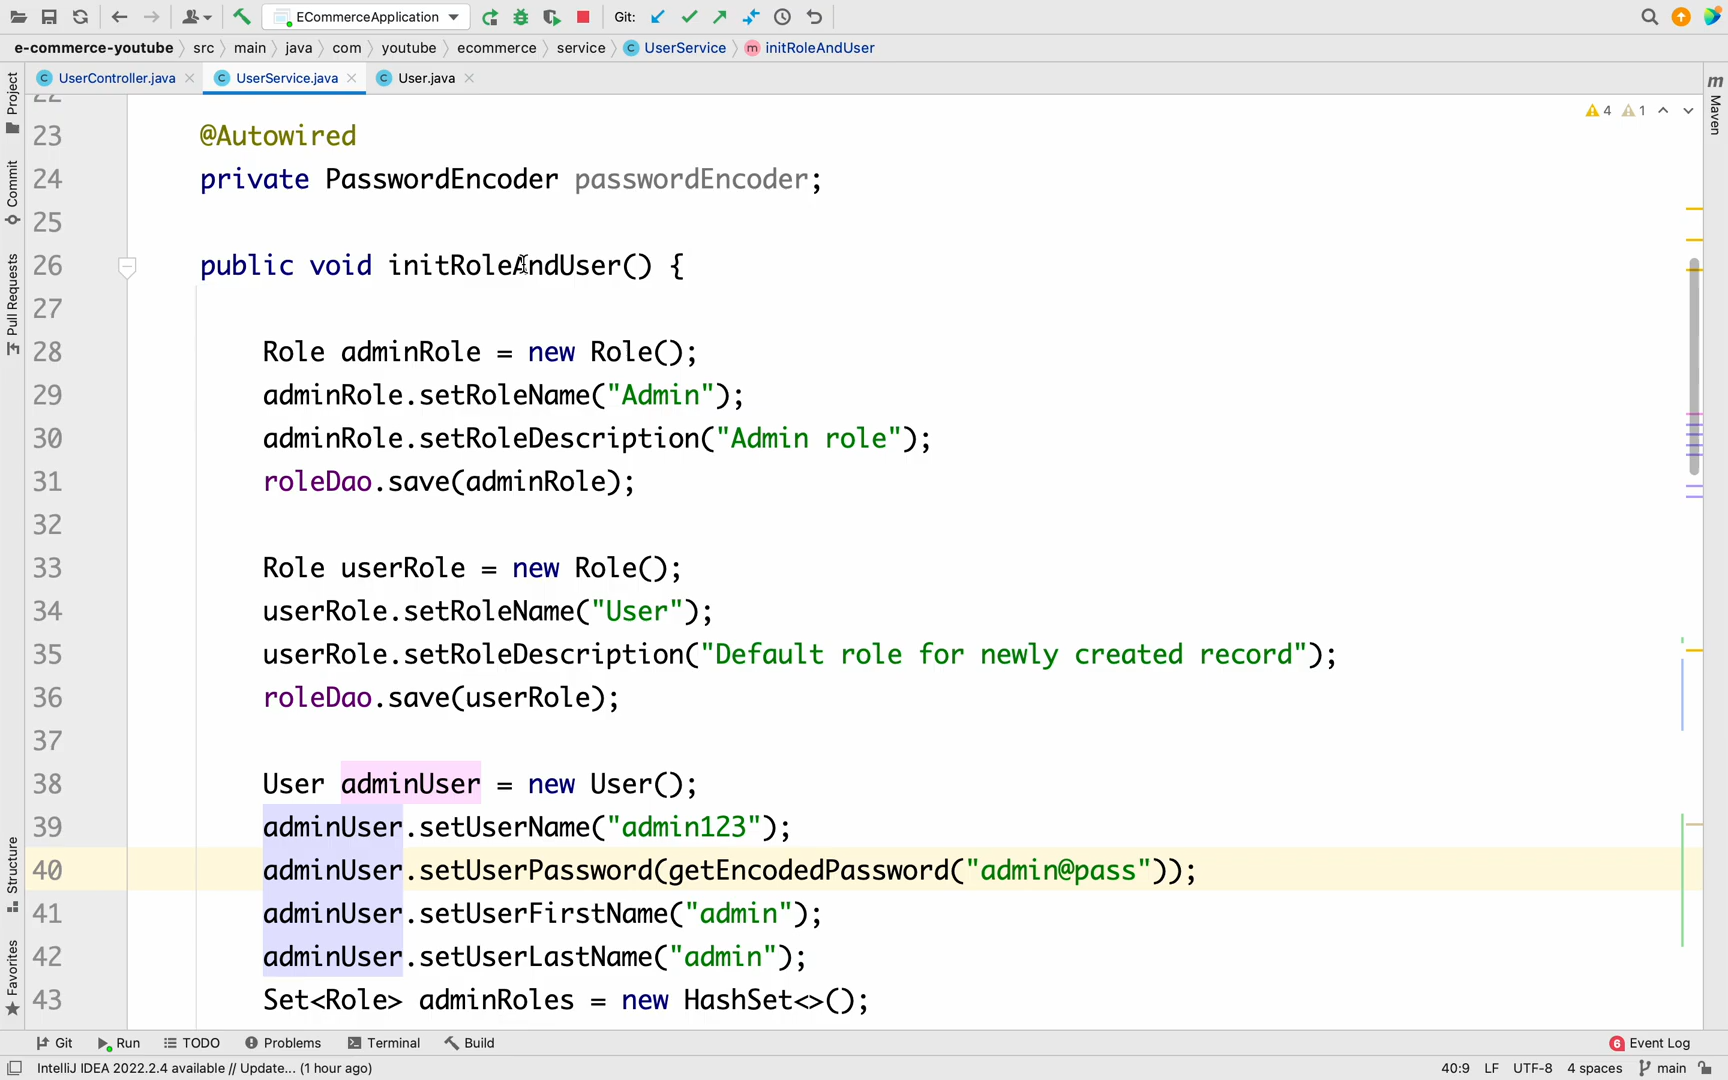 ECommerceApplication Git:
e-commerce-youtube src main java com youtube ecommerce service UserService initRoleAndUser
UserController.java UserService.java User.java
4 1
22
23 @Autowired
24 private PasswordEncoder passwordEncoder;
25
26 public void initRoleAndUser() {
27
28 Role adminRole = new Role();
29 adminRole.setRoleName("Admin");
30 adminRole.setRoleDescription("Admin role");
31 roleDao.save(adminRole);
32
33 Role userRole = new Role();
34 userRole.setRoleName("User");
35 userRole.setRoleDescription("Default role for newly created record");
36 roleDao.save(userRole);
37
38 User adminUser = new User();
39 adminUser.setUserName("admin123");
40 adminUser.setUserPassword(getEncodedPassword("admin@pass"));
41 adminUser.setUserFirstName("admin");
42 adminUser.setUserLastName("admin");
43 Set<Role> adminRoles = new HashSet<>();
Project
Commit
Pull Requests
Structure
Favorites
m
Maven
Git Run TODO Problems Terminal Build 6 Event Log
IntelliJ IDEA 2022.2.4 available // Update... (1 hour ago) 40:9 LF UTF-8 4 spaces main